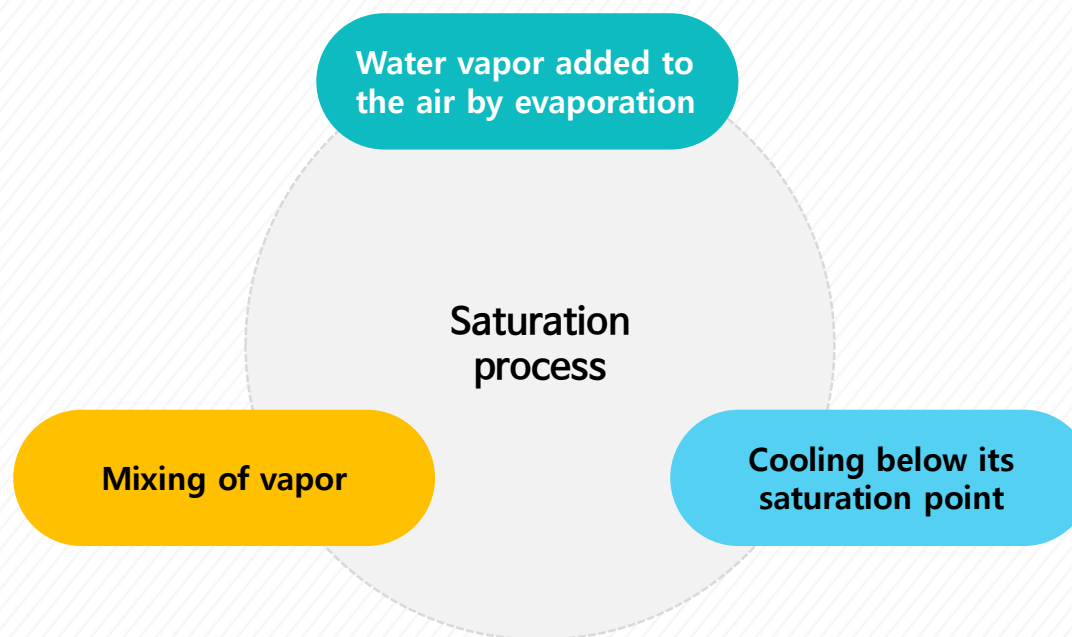 Water vapor added to
the air by evaporation
Saturation
process
Mixing of vapor
Cooling below its
saturation point